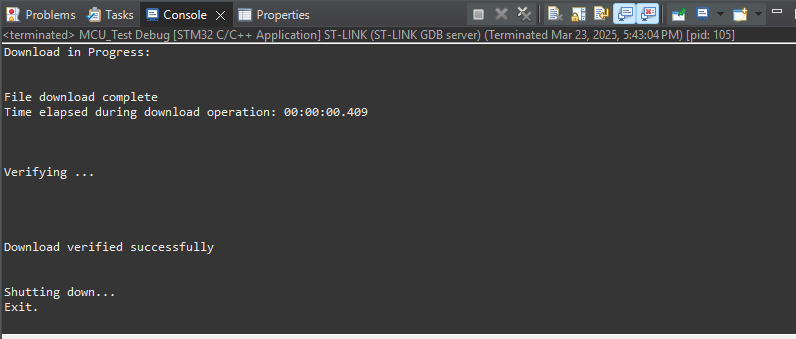 Problems Tasks Console Properties
<terminated> MCU_Test Debug [STM32 C/C++ Application] ST-LINK (ST-LINK GDB server) (Terminated Mar 23, 2025, 5:43:04 PM) [pid: 105]
Download in Progress:
File download complete
Time elapsed during download operation: 00:00:00.409
Verifying ...
Download verified successfully
Shutting down...
Exit.